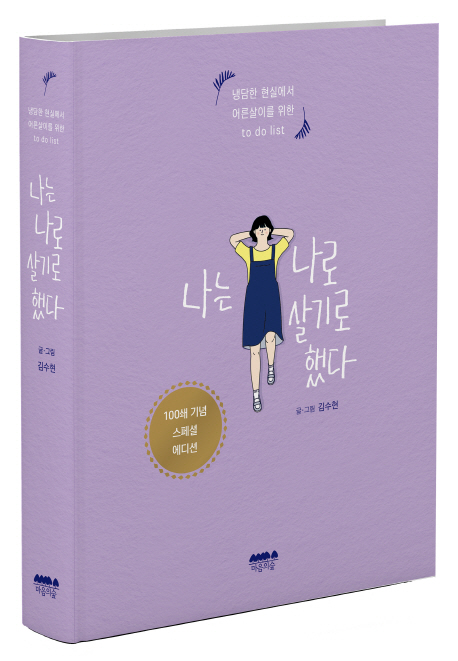 냉담한 현실에서
어른살이를 위한
to do list
나는
나로
살기로
했다
글·그림
김수현
마음의숲
냉담한 현실에서
어른살이를 위한
to do list
나는
나로
살기로
했다
글·그림 김수현
100쇄 기념
스페셜
에디션
마음의숲